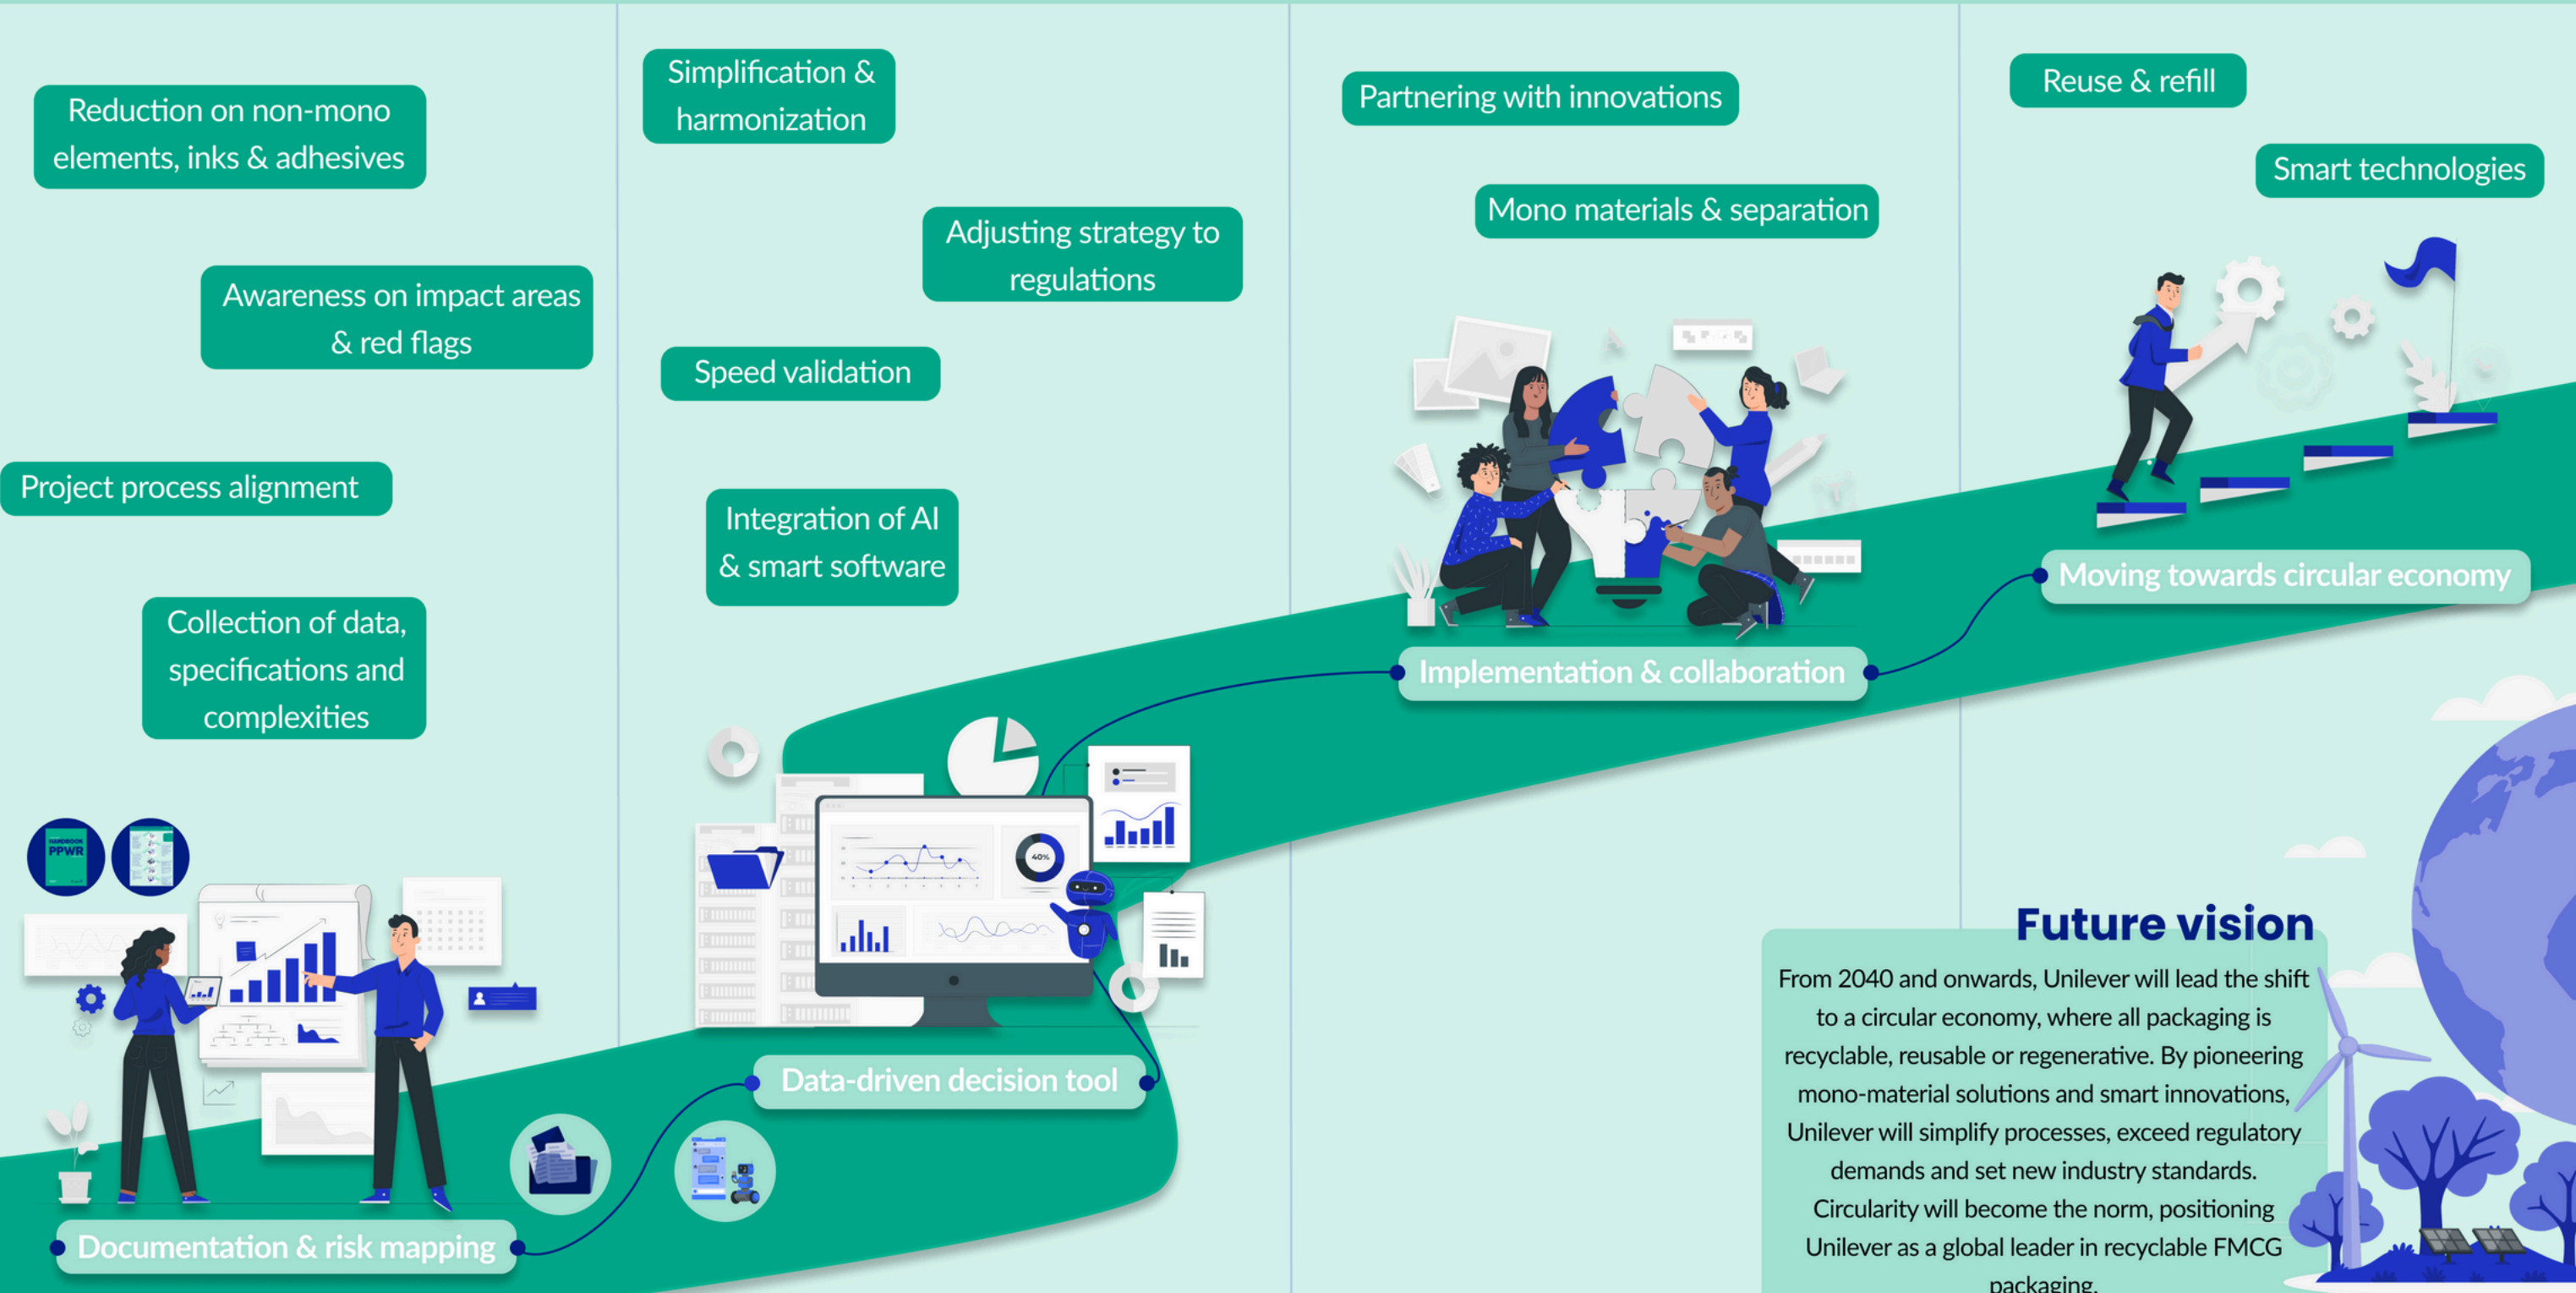 Reduction on non-mono
elements, inks & adhesives
Awareness on impact areas
& red flags
Project process alignment
Collection of data,
specifications and
complexities
HANDBOOK
PPWR
Documentation & risk mapping
Simplification &
harmonization
Adjusting strategy to
regulations
Speed validation
Integration of AI
& smart software
40%
Data-driven decision tool
Partnering with innovations
Mono materials & separation
Implementation & collaboration
Reuse & refill
Smart technologies
Moving towards circular economy
Future vision
From 2040 and onwards, Unilever will lead the shift
to a circular economy, where all packaging is
recyclable, reusable or regenerative. By pioneering
mono-material solutions and smart innovations,
Unilever will simplify processes, exceed regulatory
demands and set new industry standards.
Circularity will become the norm, positioning
Unilever as a global leader in recyclable FMCG
packaging.